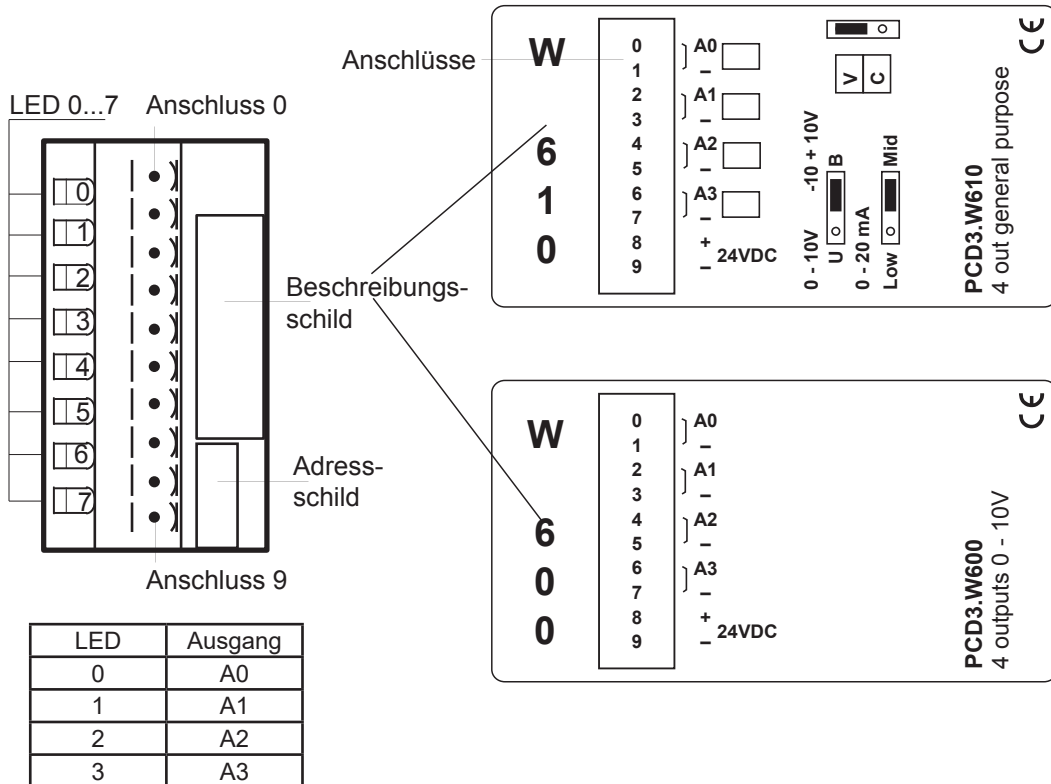 LED 0...7
Anschluss 0
0
1
2
3
4
5
6
7
Anschluss 9
Anschlüsse
Beschreibungs-
schild
Adress-
schild
W
6
1
0
0 A0
1 –
2 A1
3 –
4 A2
5 –
6 A3
7 –
8 + 24VDC
9 –
V C
0 - 10V -10 + 10V
U B
0 - 20 mA
Low Mid
PCD3.W610
4 out general purpose
CE
W
6
0
0
0 A0
1 –
2 A1
3 –
4 A2
5 –
6 A3
7 –
8 + 24VDC
9 –
PCD3.W600
4 outputs 0 - 10V
CE
LED Ausgang
0 A0
1 A1
2 A2
3 A3